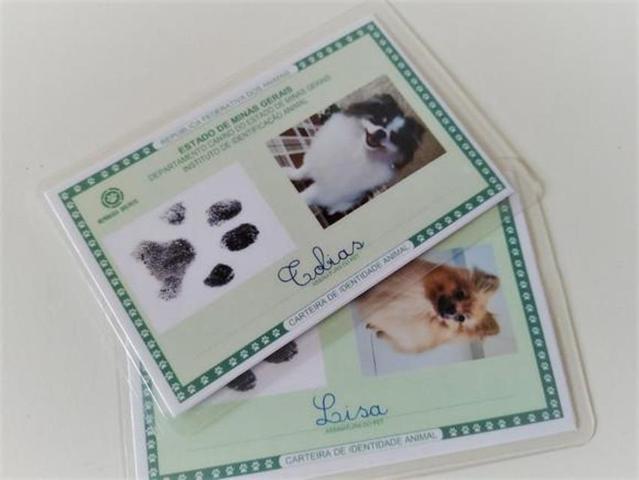 REPÚBLICA FEDERATIVA DOS ANIMAIS
ESTADO DE MINAS GERAIS
DEPARTAMENTO CANINO DO ESTADO DE MINAS GERAIS
INSTITUTO DE IDENTIFICAÇÃO ANIMAL
Tobias
ASSINATURA DO PET
CARTEIRA DE IDENTIDADE ANIMAL
Lisa
ASSINATURA DO PET
CARTEIRA DE IDENTIDADE ANIMAL